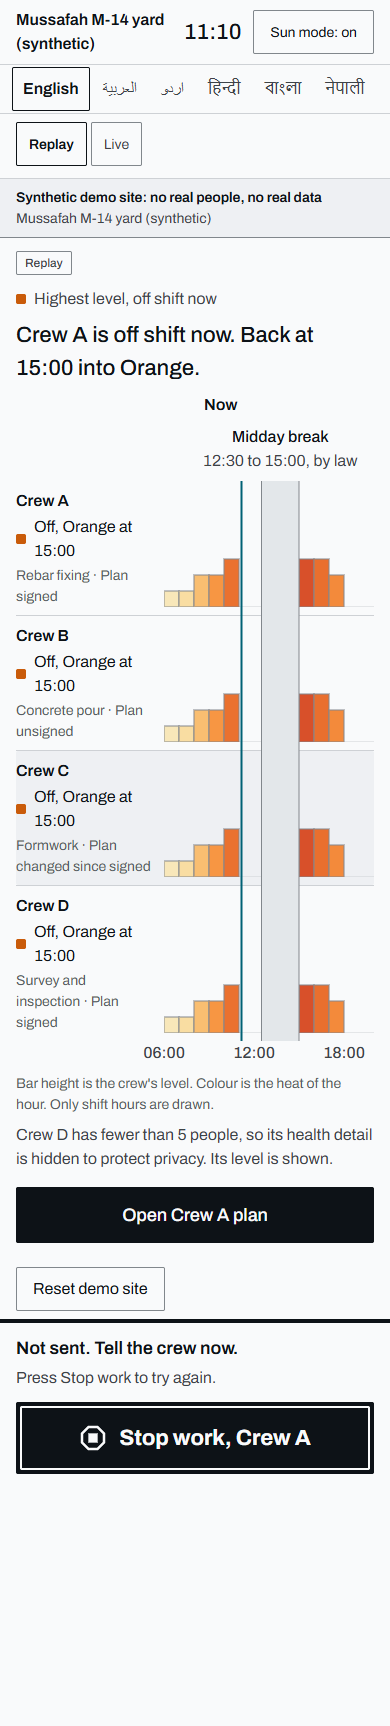 Mussafah M-14 yard
(synthetic)
11:10
Sun mode: on
English
العربية
اردو
हिन्दी
বাংলা
नेपाली
Replay
Live
Synthetic demo site: no real people, no real data
Mussafah M-14 yard (synthetic)
Replay
Highest level, off shift now
Crew A is off shift now. Back at
15:00 into Orange.
Now
Midday break
12:30 to 15:00, by law
Crew A
Off, Orange at
15:00
Rebar fixing · Plan
signed
Crew B
Off, Orange at
15:00
Concrete pour · Plan
unsigned
Crew C
Off, Orange at
15:00
Formwork · Plan
changed since signed
Crew D
Off, Orange at
15:00
Survey and
inspection · Plan
signed
06:00
12:00
18:00
Bar height is the crew's level. Colour is the heat of the
hour. Only shift hours are drawn.
Crew D has fewer than 5 people, so its health detail
is hidden to protect privacy. Its level is shown.
Open Crew A plan
Reset demo site
Not sent. Tell the crew now.
Press Stop work to try again.
Stop work, Crew A